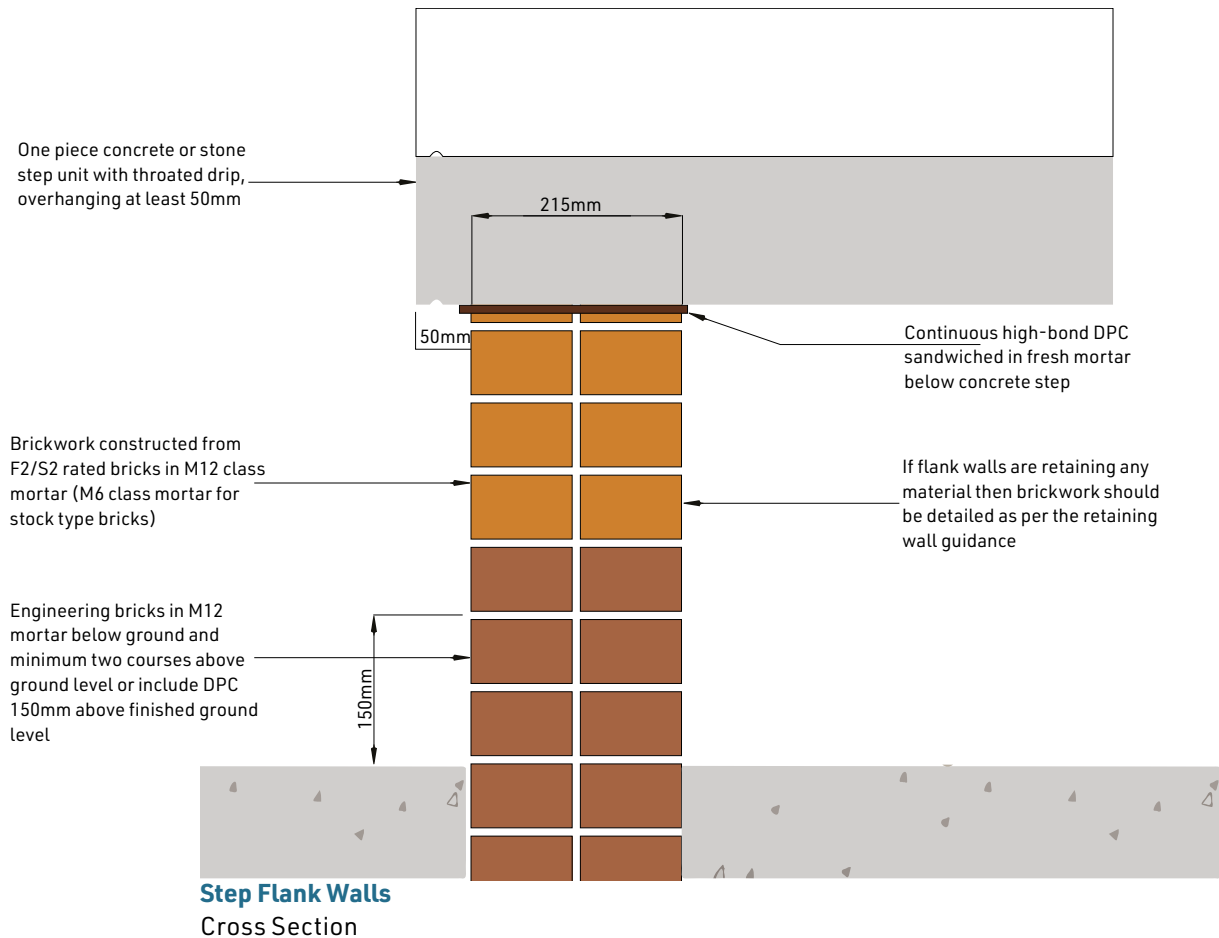 One piece concrete or stone
step unit with throated drip,
overhanging at least 50mm
215mm
50mm
Continuous high-bond DPC
sandwiched in fresh mortar
below concrete step
Brickwork constructed from
F2/S2 rated bricks in M12 class
mortar (M6 class mortar for
stock type bricks)
If flank walls are retaining any
material then brickwork should
be detailed as per the retaining
wall guidance
Engineering bricks in M12
mortar below ground and
minimum two courses above
ground level or include DPC
150mm above finished ground
level
150mm
Step Flank Walls
Cross Section